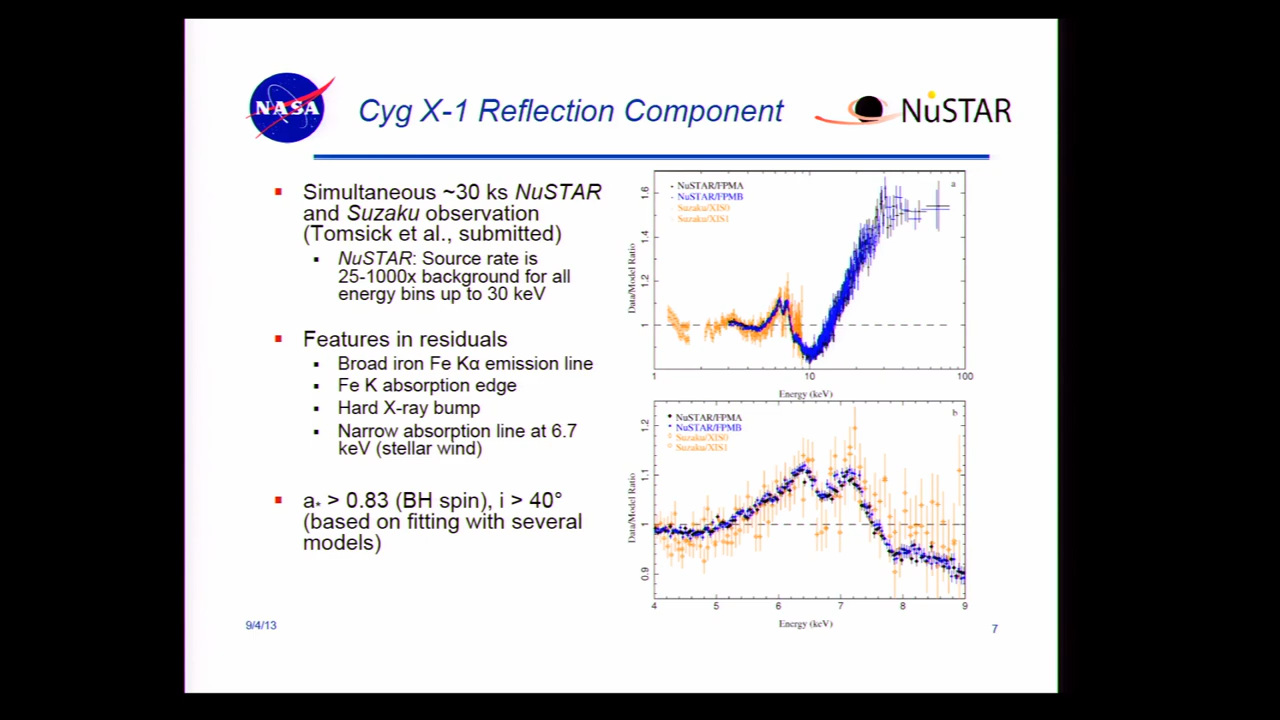 NASA
Cyg X-1 Reflection Component
NuSTAR
▪ Simultaneous ~30 ks NuSTAR
and Suzaku observation
(Tomsick et al., submitted)
▪ NuSTAR: Source rate is
25-1000x background for all
energy bins up to 30 keV
▪ Features in residuals
▪ Broad iron Fe Kα emission line
▪ Fe K absorption edge
▪ Hard X-ray bump
▪ Narrow absorption line at 6.7
keV (stellar wind)
▪ a* > 0.83 (BH spin), i > 40°
(based on fitting with several
models)
a
NuSTAR/FPMA
NuSTAR/FPMB
Suzaku/XIS0
Suzaku/XIS1
Data/Model Ratio
1.6
1.4
1.2
1
1 10 100
Energy (keV)
b
NuSTAR/FPMA
NuSTAR/FPMB
Suzaku/XIS0
Suzaku/XIS1
Data/Model Ratio
1.2
1.1
1
0.9
4 5 6 7 8 9
Energy (keV)
9/4/13
7